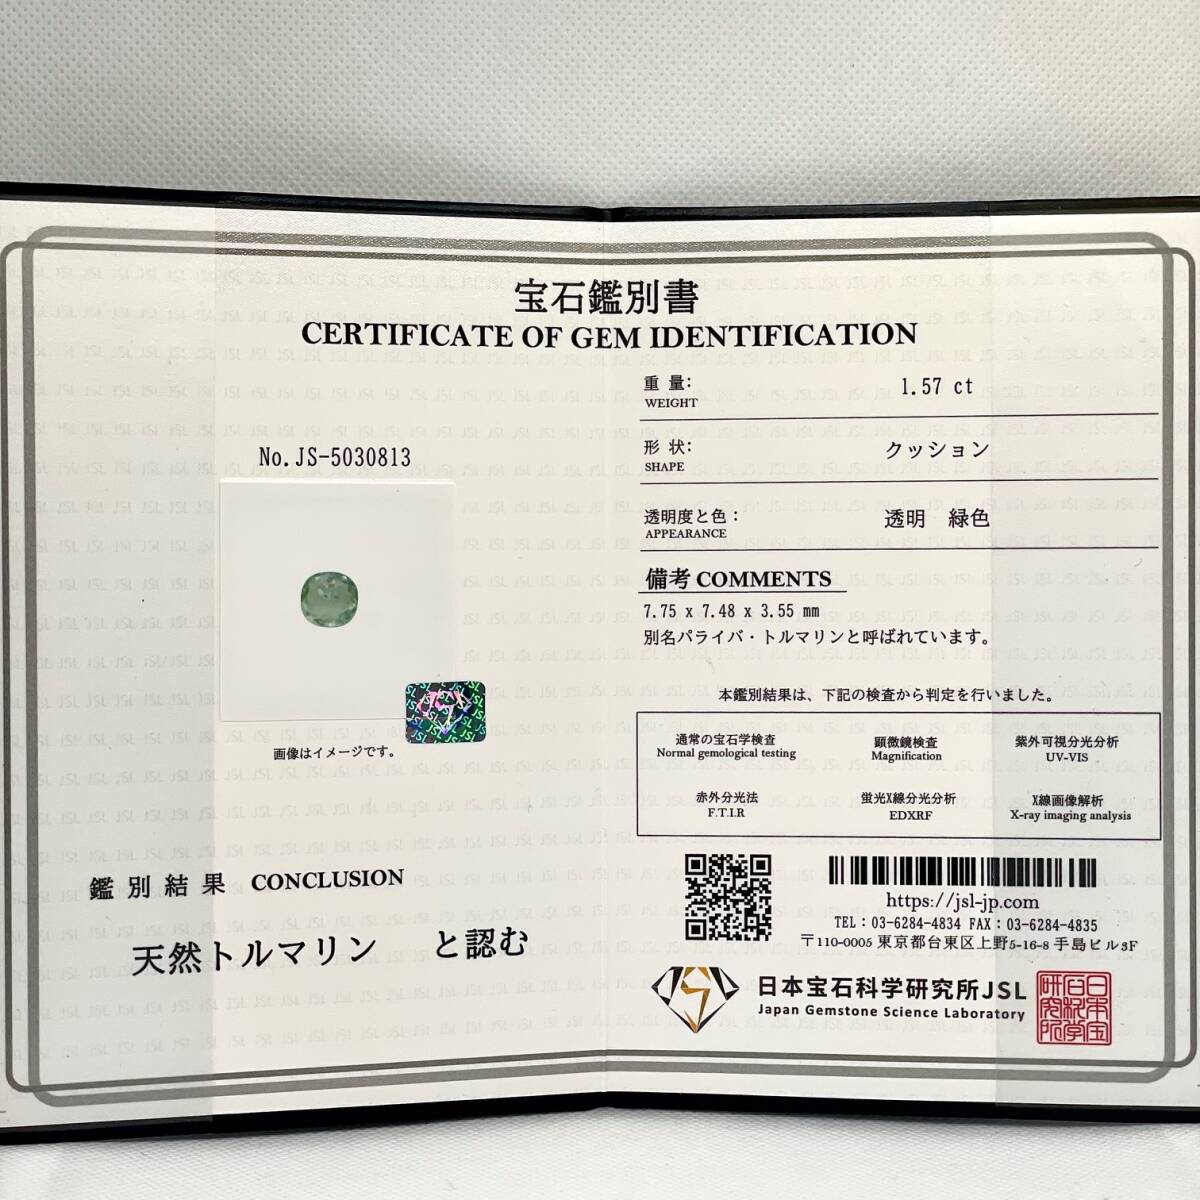 宝石鑑別書
CERTIFICATE OF GEM IDENTIFICATION
No.JS-5030813
画像はイメージです。
鑑別結果 CONCLUSION
天然トルマリン と認む
重量: 1.57 ct
WEIGHT
形状: クッション
SHAPE
透明度と色: 透明 緑色
APPEARANCE
備考 COMMENTS
7.75 x 7.48 x 3.55 mm
別名パライバ・トルマリンと呼ばれています。
本鑑別結果は、下記の検査から判定を行いました。
通常の宝石学検査 顕微鏡検査 紫外可視分光分析
Normal gemological testing Magnification UV-VIS
赤外分光法 蛍光X線分光分析 X線画像解析
F.T.I.R EDXRF X-ray imaging analysis
https://jsl-jp.com
TEL:03-6284-4834 FAX:03-6284-4835
〒110-0005 東京都台東区上野5-16-8 手島ビル3F
日本宝石科学研究所JSL
Japan Gemstone Science Laboratory